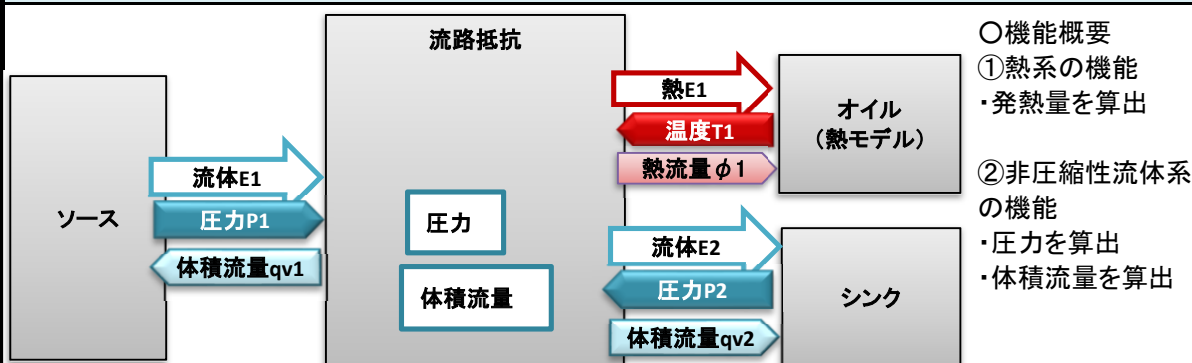 流路抵抗
ソース
流体E1
圧力P1
体積流量qv1
圧力
体積流量
熱E1
温度T1
熱流量φ1
流体E2
圧力P2
体積流量qv2
オイル
（熱モデル）
シンク
〇機能概要
①熱系の機能
・発熱量を算出
②非圧縮性流体系
の機能
・圧力を算出
・体積流量を算出